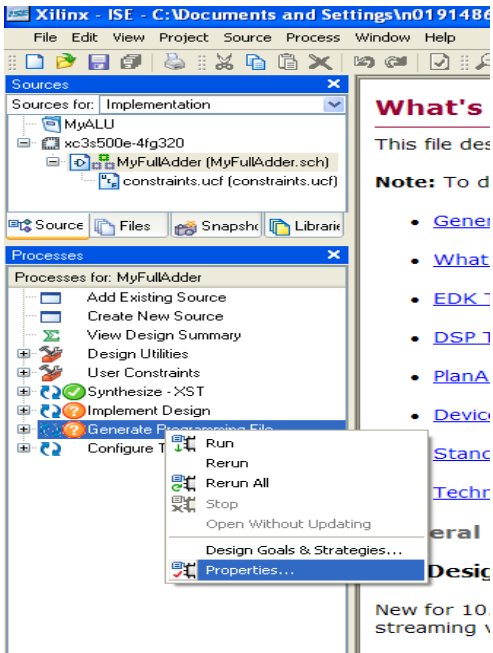 Xilinx - ISE - C:\Documents and Settings\n0191486
File Edit View Project Source Process Window Help
Sources
Sources for: Implementation
MyALU
xc3s500e-4fg320
MyFullAdder (MyFullAdder.sch)
constraints.ucf (constraints.ucf)
Source Files Snapsh Librarie
Processes
Processes for: MyFullAdder
Add Existing Source
Create New Source
View Design Summary
Design Utilities
User Constraints
Synthesize - XST
Implement Design
Generate Programming File
Configure T
Run
Rerun
Rerun All
Stop
Open Without Updating
Design Goals & Strategies...
Properties...
What's
This file des
Note: To d
Gener
What
EDK T
DSP T
PlanA
Device
Stand
Techn
eral
Desig
New for 10.
streaming v